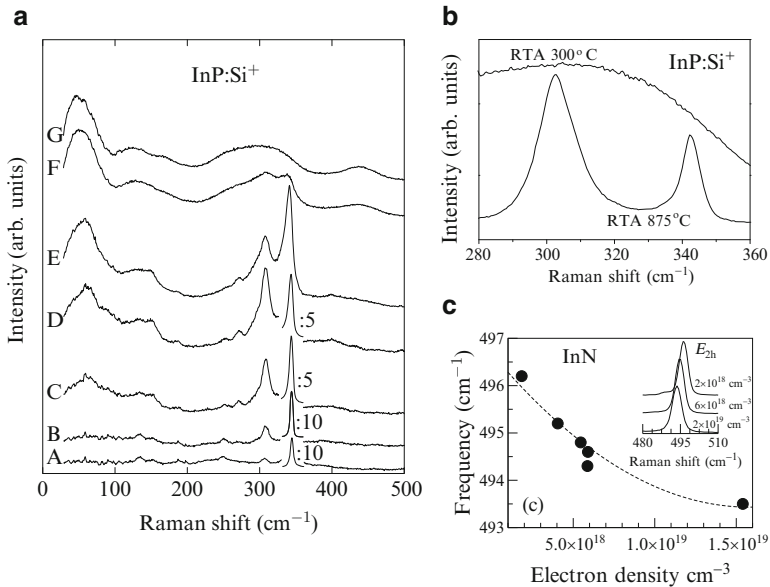 a
InP:Si⁺
G
F
E
D
:5
C
:5
B
:10
A
:10
0 100 200 300 400 500
Raman shift (cm⁻¹)
Intensity (arb. units)
b
RTA 300°C
InP:Si⁺
RTA 875°C
280 300 320 340 360
Raman shift (cm⁻¹)
Intensity (arb. units)
c
InN
E₂ₕ
2×10¹⁸ cm⁻³
6×10¹⁸ cm⁻³
2×10¹⁹ cm⁻³
480 495 510
Raman shift (cm⁻¹)
497
496
495
494
493
(c)
5.0×10¹⁸ 1.0×10¹⁹ 1.5×10¹⁹
Electron density cm⁻³
Frequency (cm⁻¹)